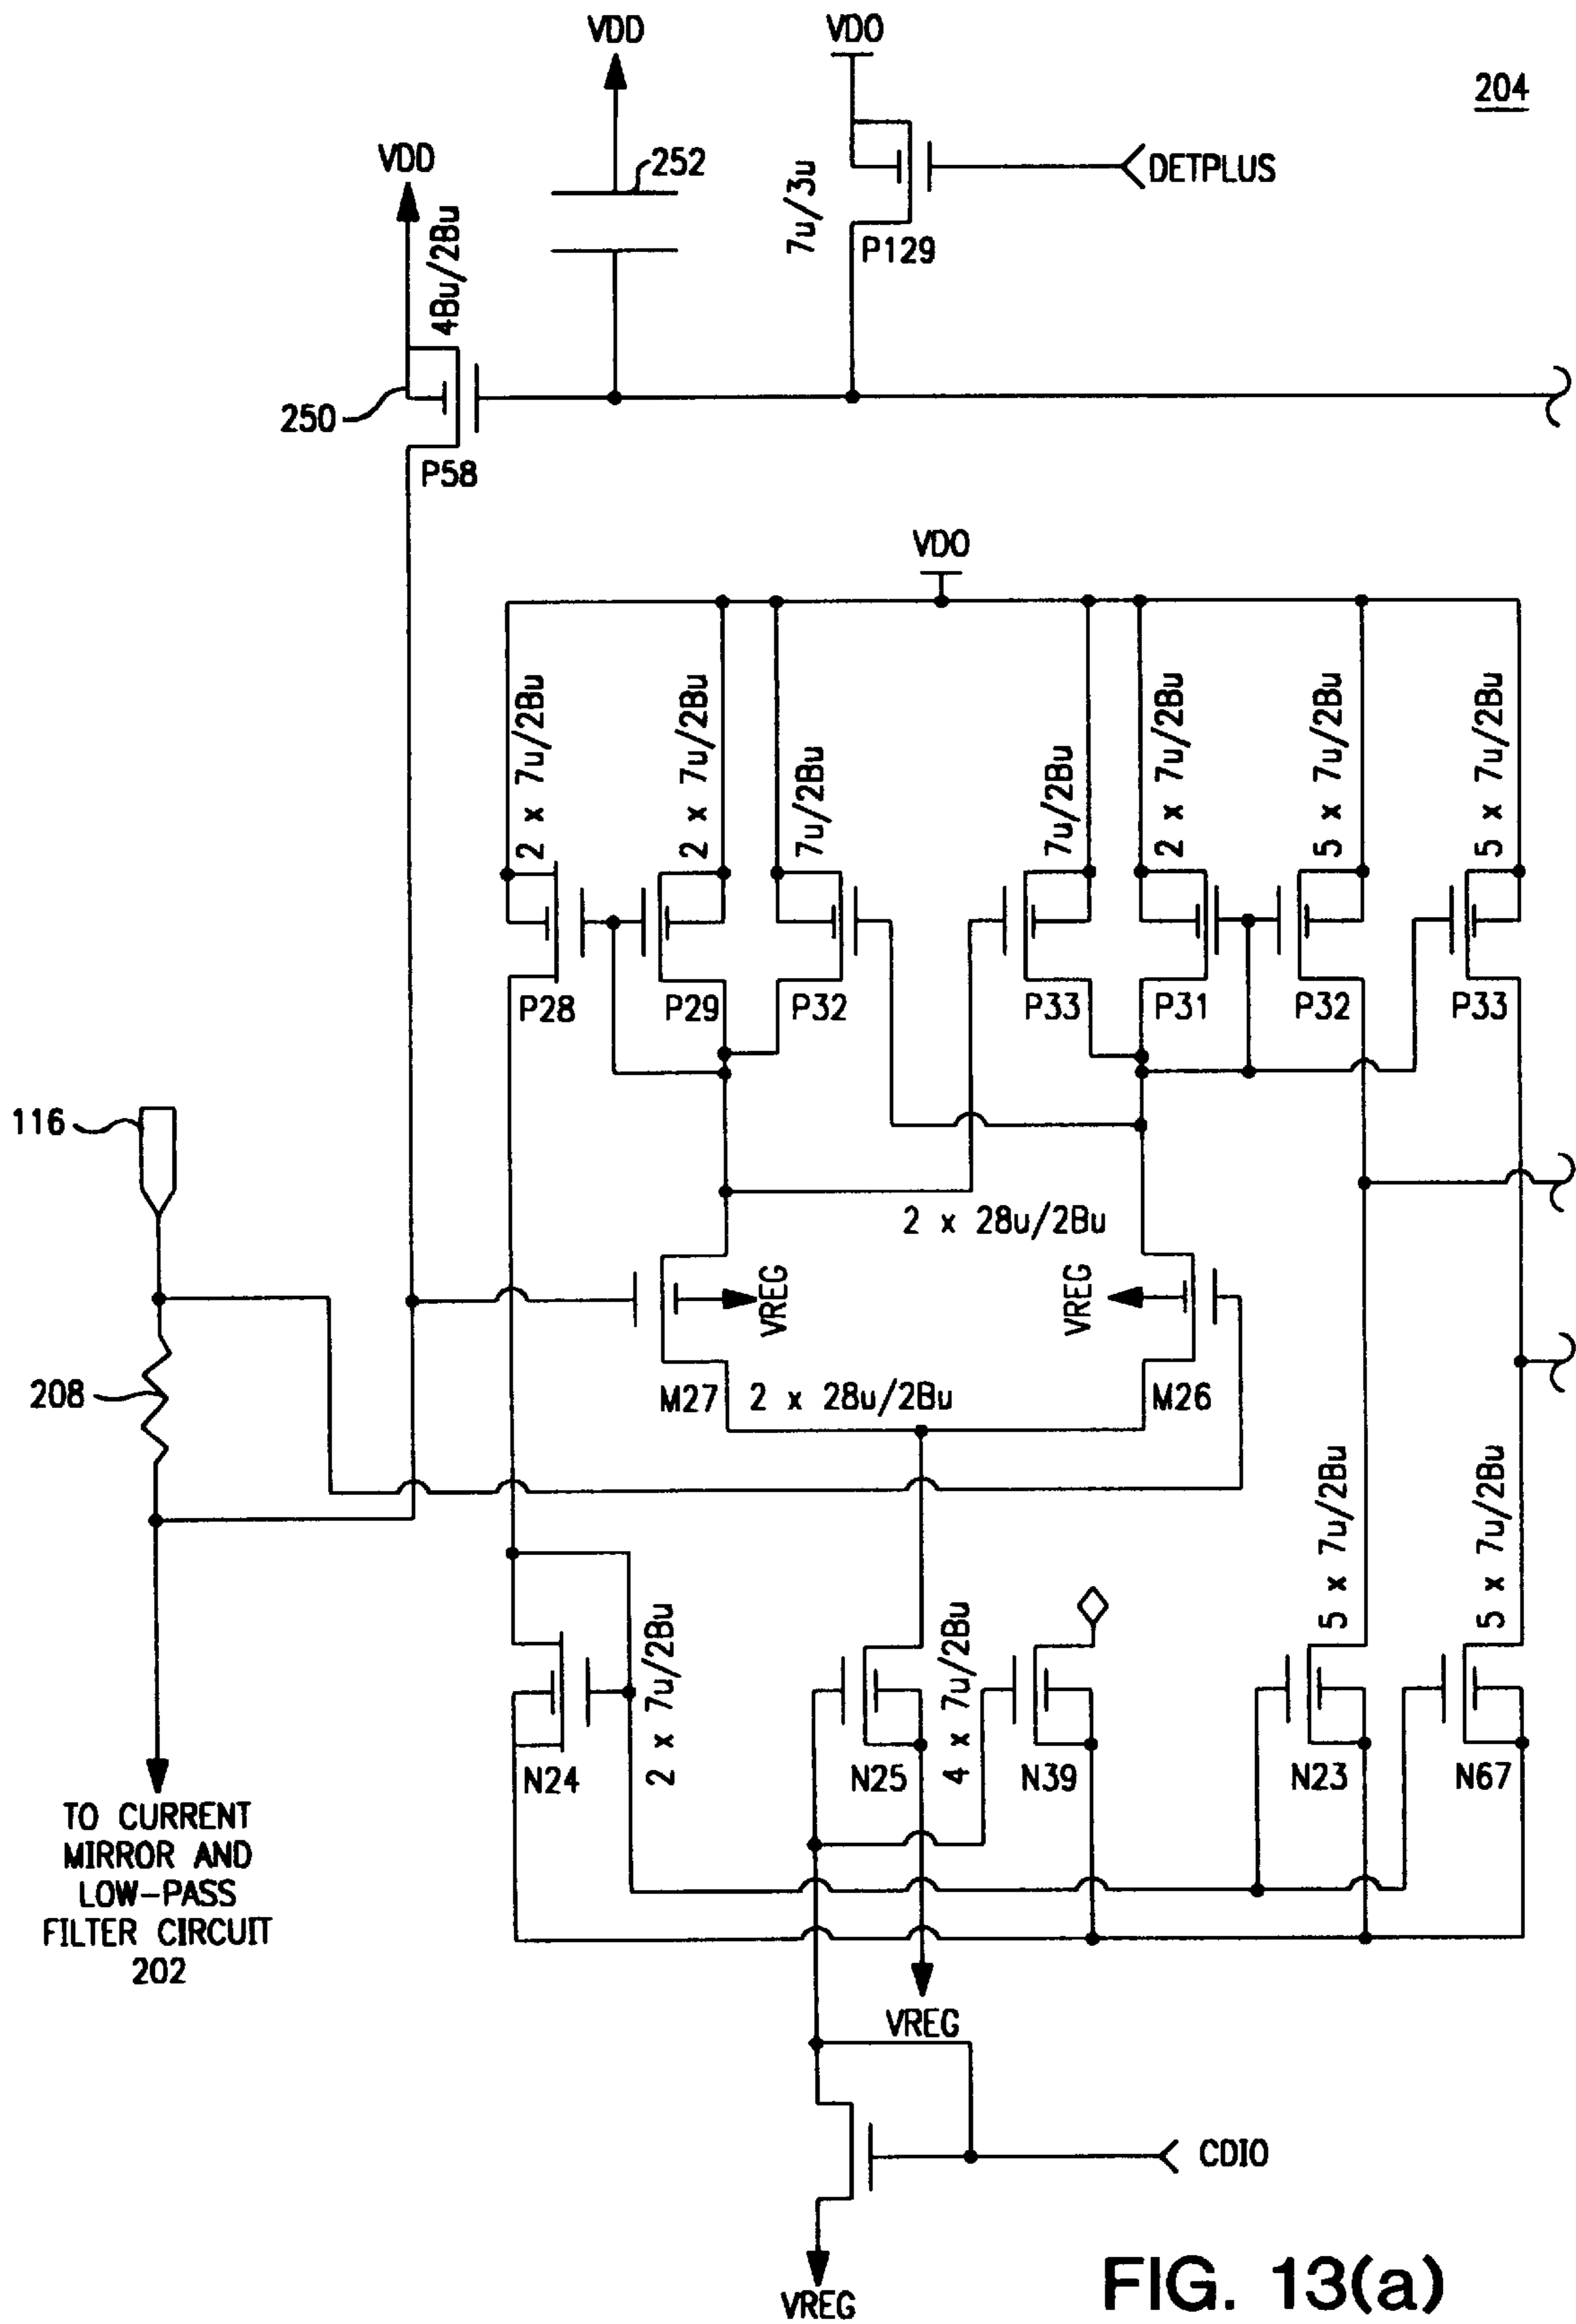 VDD
VDO
204
VDD
252
7u/3u
DETPLUS
4Bu/2Bu
P129
250
P58
VDO
2 x 7u/2Bu
2 x 7u/2Bu
7u/2Bu
7u/2Bu
2 x 7u/2Bu
5 x 7u/2Bu
5 x 7u/2Bu
P28
P29
P32
P33
P31
P32
P33
116
2 x 28u/2Bu
VREG
VREG
208
M27
2 x 28u/2Bu
M26
5 x 7u/2Bu
5 x 7u/2Bu
2 x 7u/2Bu
4 x 7u/2Bu
N24
N25
N39
N23
N67
TO CURRENT
MIRROR AND
LOW-PASS
FILTER CIRCUIT
202
VREG
CDIO
VREG
FIG. 13(a)